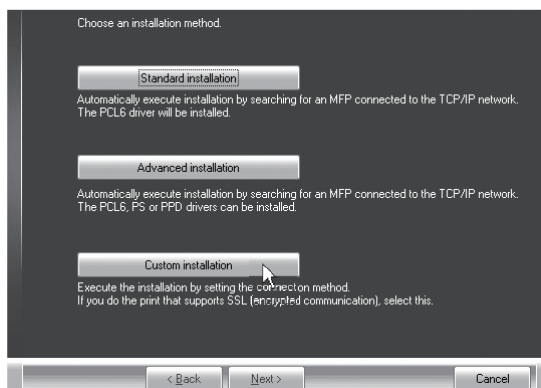 Choose an installation method.
Standard installation
Automatically execute installation by searching for an MFP connected to the TCP/IP network.
The PCL6 driver will be installed.
Advanced installation
Automatically execute installation by searching for an MFP connected to the TCP/IP network.
The PCL6, PS or PPD drivers can be installed.
Custom installation
Execute the installation by setting the connection method.
If you do the print that supports SSL (encrypted communication), select this.
< Back Next > Cancel